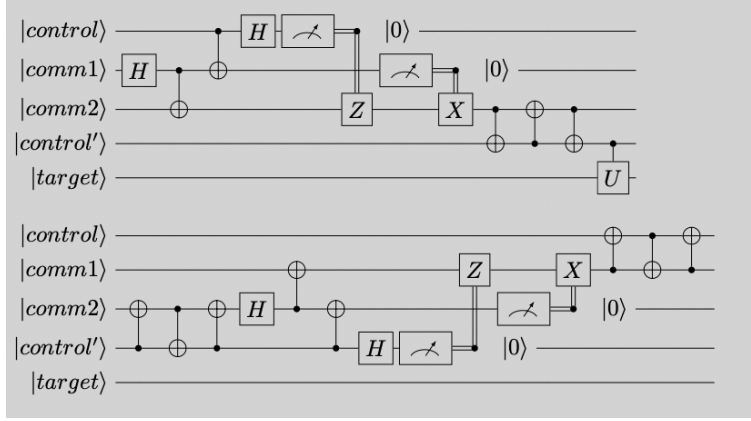 |control⟩ H |0⟩
|comm1⟩ H |0⟩
|comm2⟩ Z X
|control′⟩
|target⟩ U
|control⟩
|comm1⟩ Z X
|comm2⟩ H |0⟩
|control′⟩ H |0⟩
|target⟩